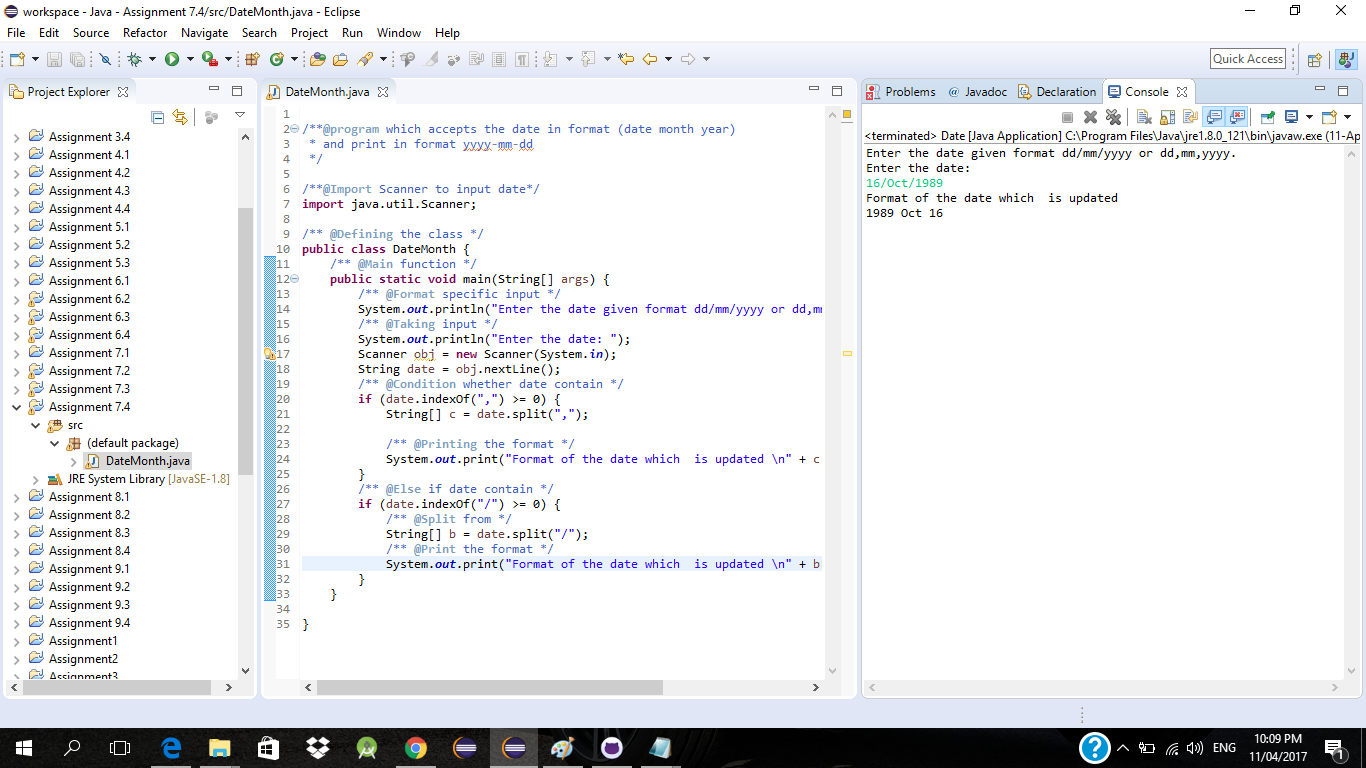 workspace - Java - Assignment 7.4/src/DateMonth.java - Eclipse
File Edit Source Refactor Navigate Search Project Run Window Help
Quick Access
Project Explorer
Assignment 3.4
Assignment 4.1
Assignment 4.2
Assignment 4.3
Assignment 4.4
Assignment 5.1
Assignment 5.2
Assignment 5.3
Assignment 6.1
Assignment 6.2
Assignment 6.3
Assignment 6.4
Assignment 7.1
Assignment 7.2
Assignment 7.3
Assignment 7.4
src
(default package)
DateMonth.java
JRE System Library [JavaSE-1.8]
Assignment 8.1
Assignment 8.2
Assignment 8.3
Assignment 8.4
Assignment 9.1
Assignment 9.2
Assignment 9.3
Assignment 9.4
Assignment1
Assignment2
Assignment3
DateMonth.java
1
2 /**@program which accepts the date in format (date month year)
3 * and print in format yyyy-mm-dd
4 */
5
6 /**@Import Scanner to input date*/
7 import java.util.Scanner;
8
9 /** @Defining the class */
10 public class DateMonth {
11 /** @Main function */
12 public static void main(String[] args) {
13 /** @Format specific input */
14 System.out.println("Enter the date given format dd/mm/yyyy or dd,mm
15 /** @Taking input */
16 System.out.println("Enter the date: ");
17 Scanner obj = new Scanner(System.in);
18 String date = obj.nextLine();
19 /** @Condition whether date contain */
20 if (date.indexOf(",") >= 0) {
21 String[] c = date.split(",");
22
23 /** @Printing the format */
24 System.out.print("Format of the date which  is updated \n" + c
25 }
26 /** @Else if date contain */
27 if (date.indexOf("/") >= 0) {
28 /** @Split from */
29 String[] b = date.split("/");
30 /** @Print the format */
31 System.out.print("Format of the date which  is updated \n" + b
32 }
33 }
34
35 }
Problems @ Javadoc Declaration Console
<terminated> Date [Java Application] C:\Program Files\Java\jre1.8.0_121\bin\javaw.exe (11-Ap
Enter the date given format dd/mm/yyyy or dd,mm,yyyy.
Enter the date:
16/Oct/1989
Format of the date which  is updated
1989 Oct 16
ENG
10:09 PM
11/04/2017
1